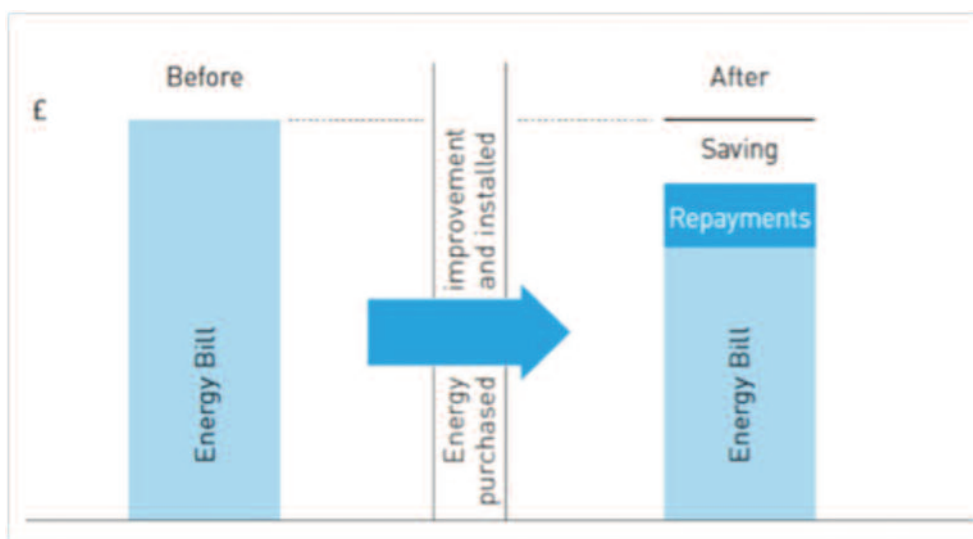 Before
After
£
Saving
Repayments
Energy Bill
Energy improvement
purchased and installed
Energy Bill